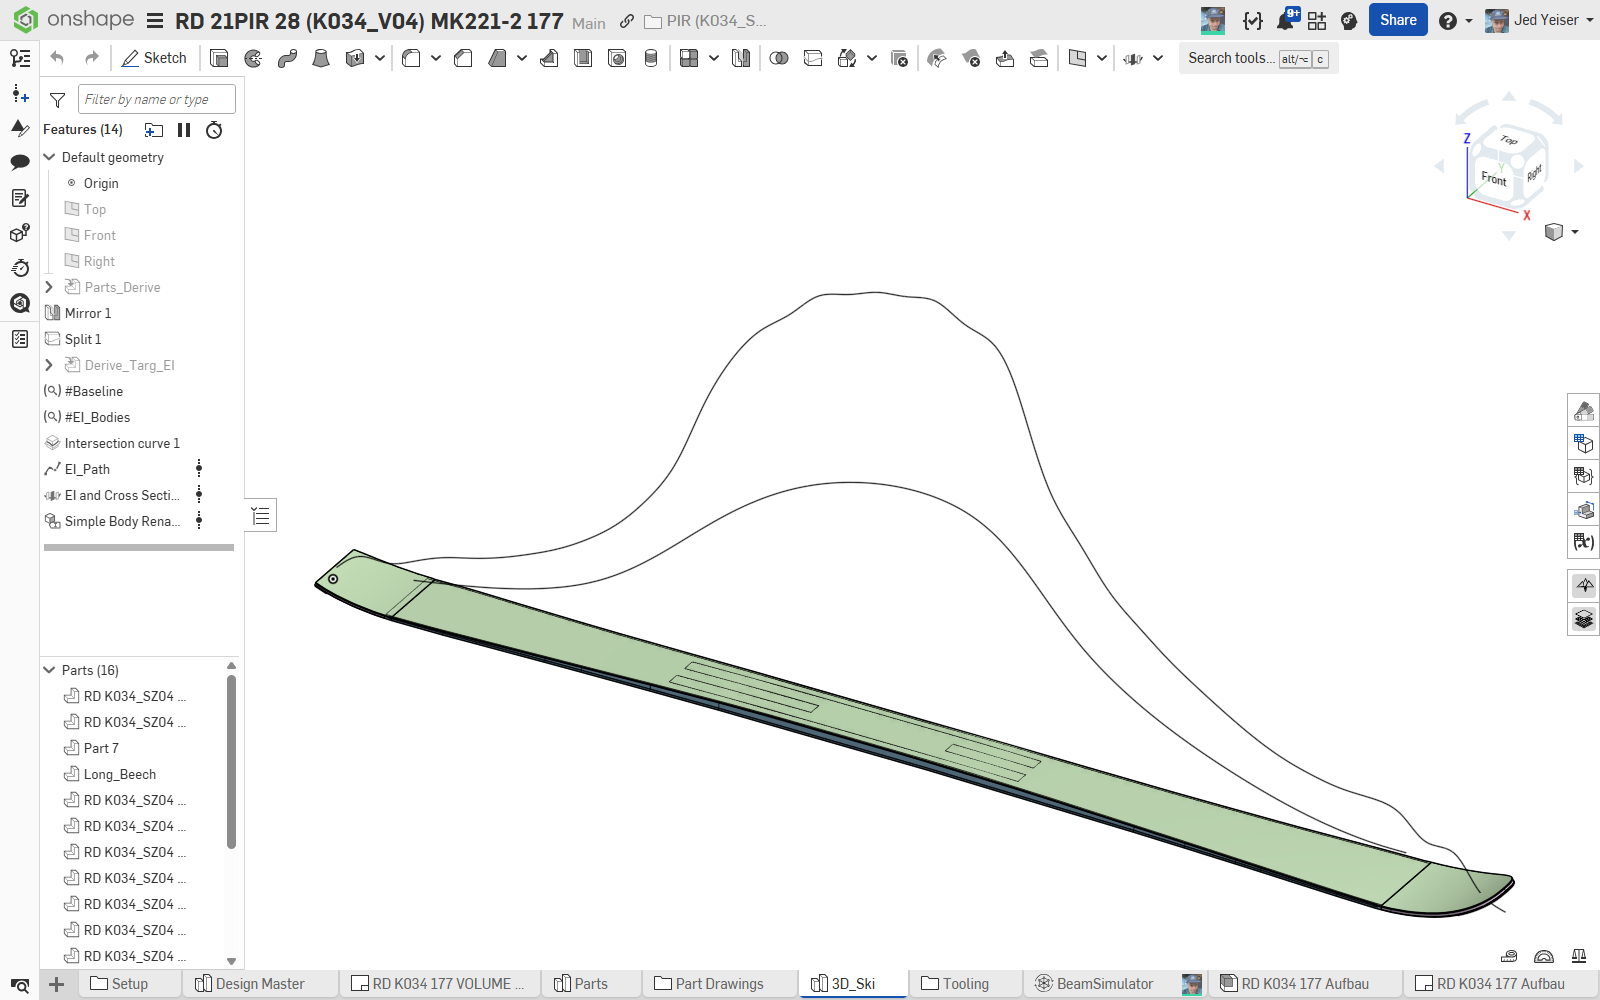 onshape
RD 21PIR 28 (K034_V04) MK221-2 177 Main PIR (K034_S...
9+
Share
Jed Yeiser
Sketch
Search tools... alt/⌥ c
Filter by name or type
Features (14)
Default geometry
Origin
Top
Front
Right
Parts_Derive
Mirror 1
Split 1
Derive_Targ_EI
#Baseline
#EI_Bodies
Intersection curve 1
EI_Path
EI and Cross Secti...
Simple Body Rena...
Parts (16)
RD K034_SZ04 ...
RD K034_SZ04 ...
Part 7
Long_Beech
RD K034_SZ04 ...
RD K034_SZ04 ...
RD K034_SZ04 ...
RD K034_SZ04 ...
RD K034_SZ04 ...
RD K034_SZ04 ...
RD K034_SZ04 ...
Z
Top
Y
Front
Right
X
Setup
Design Master
RD K034 177 VOLUME ...
Parts
Part Drawings
3D_Ski
Tooling
BeamSimulator
RD K034 177 Aufbau
RD K034 177 Aufbau